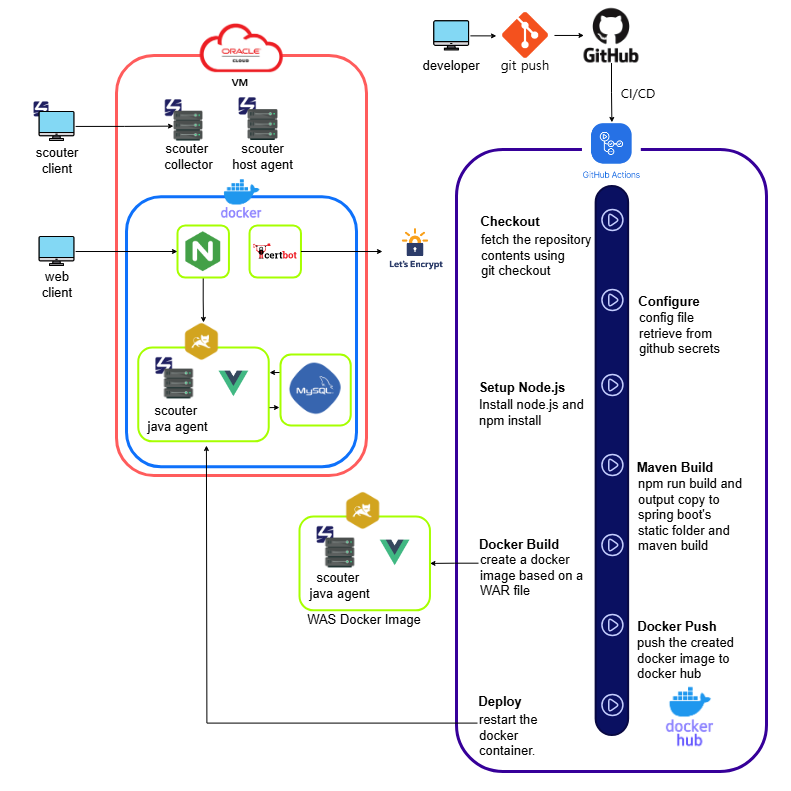 ORACLE
CLOUD
VM
developer
git push
GitHub
CI/CD
scouter
client
scouter
collector
scouter
host agent
GitHub Actions
docker
web
client
certbot
Let's Encrypt
scouter
java agent
MySQL
Checkout
fetch the repository
contents using
git checkout
Configure
config file
retrieve from
github secrets
Setup Node.js
Install node.js and
npm install
Maven Build
npm run build and
output copy to
spring boot's
static folder and
maven build
Docker Build
create a docker
image based on a
WAR file
scouter
java agent
WAS Docker Image
Docker Push
push the created
docker image to
docker hub
Deploy
restart the
docker
container.
docker
hub